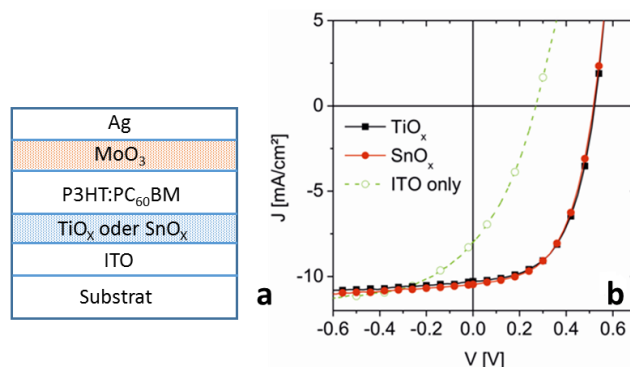 Ag
MoO₃
P3HT:PC₆₀BM
TiOₓ oder SnOₓ
ITO
Substrat
a
5
0
-5
-10
J [mA/cm²]
TiOₓ
SnOₓ
ITO only
b
-0.6 -0.4 -0.2 0.0 0.2 0.4 0.6
V [V]